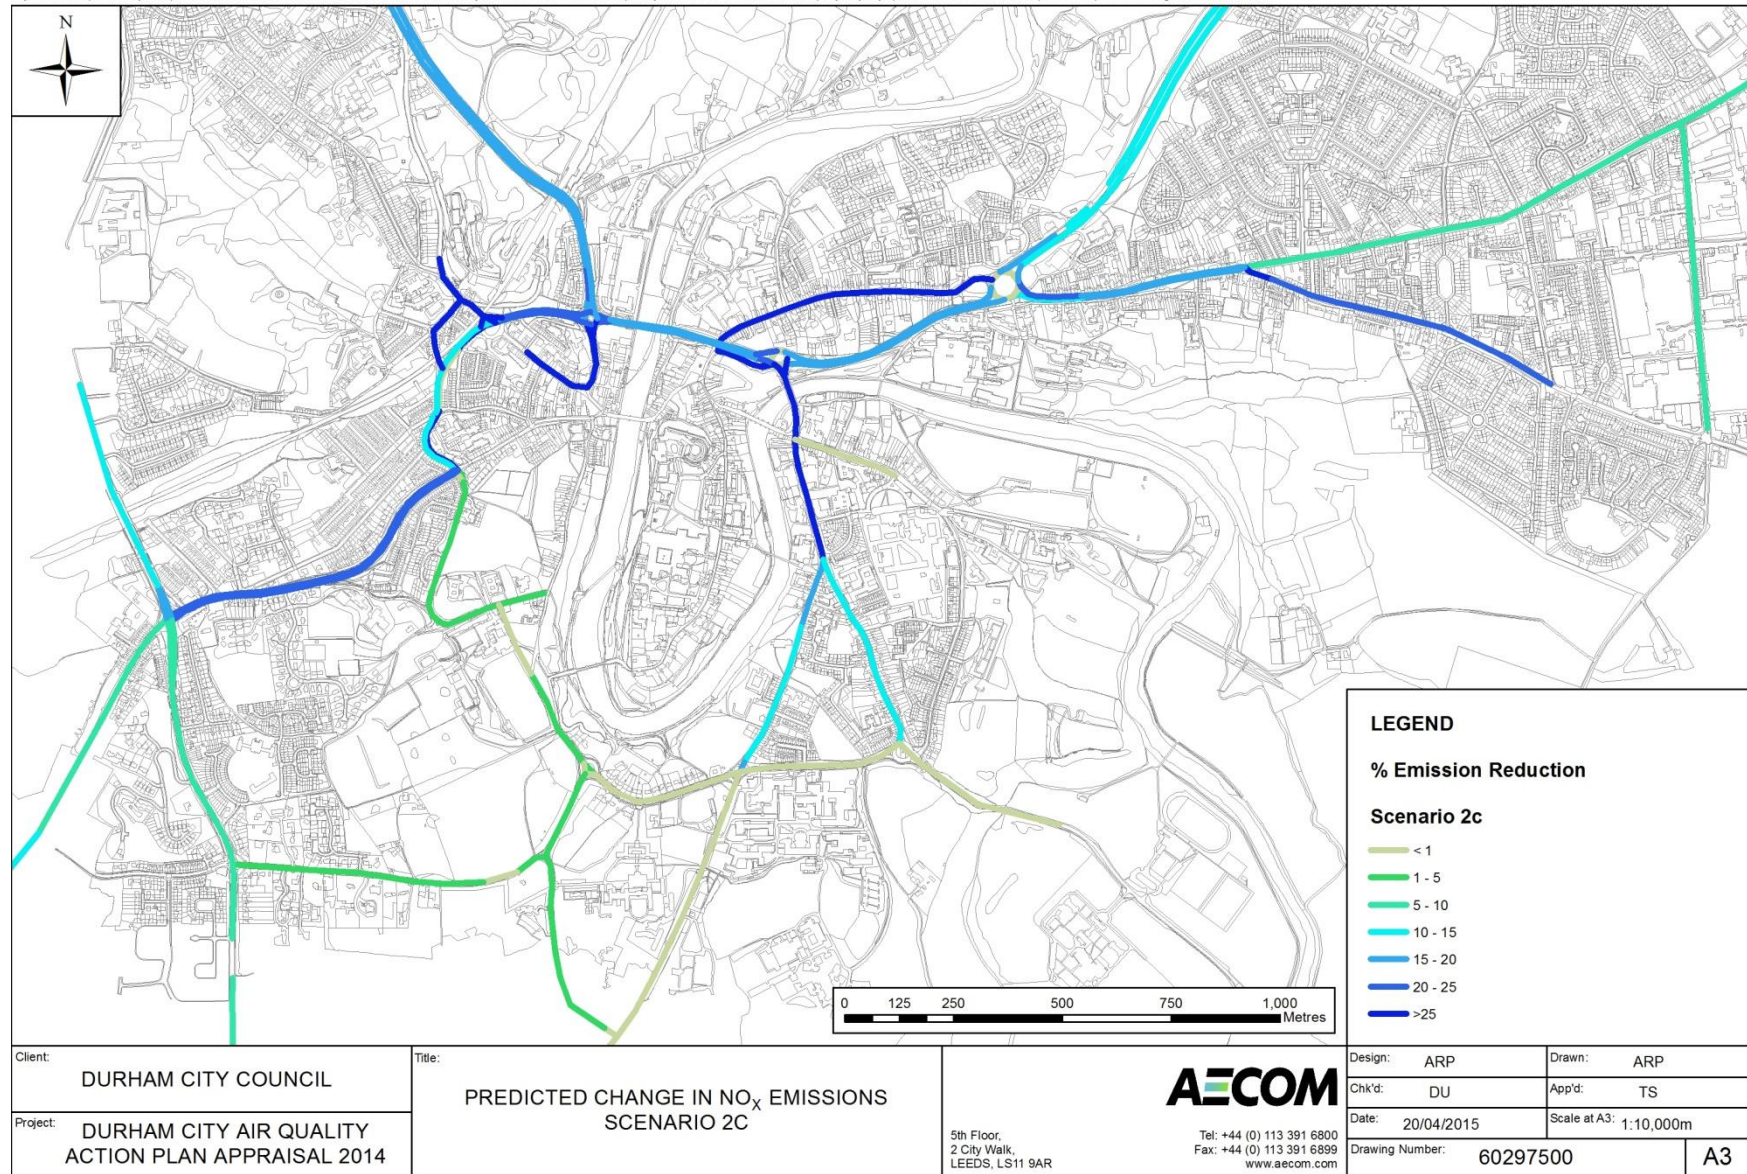 N
LEGEND
% Emission Reduction
Scenario 2c
< 1
1 - 5
5 - 10
10 - 15
15 - 20
20 - 25
>25
0 125 250 500 750 1,000
Metres
Client:
DURHAM CITY COUNCIL
Project:
DURHAM CITY AIR QUALITY
ACTION PLAN APPRAISAL 2014
Title:
PREDICTED CHANGE IN NOX EMISSIONS
SCENARIO 2C
AECOM
5th Floor,
2 City Walk,
LEEDS, LS11 9AR
Tel: +44 (0) 113 391 6800
Fax: +44 (0) 113 391 6899
www.aecom.com
Design: ARP
Drawn: ARP
Chk'd: DU
App'd: TS
Date: 20/04/2015
Scale at A3: 1:10,000m
Drawing Number: 60297500
A3